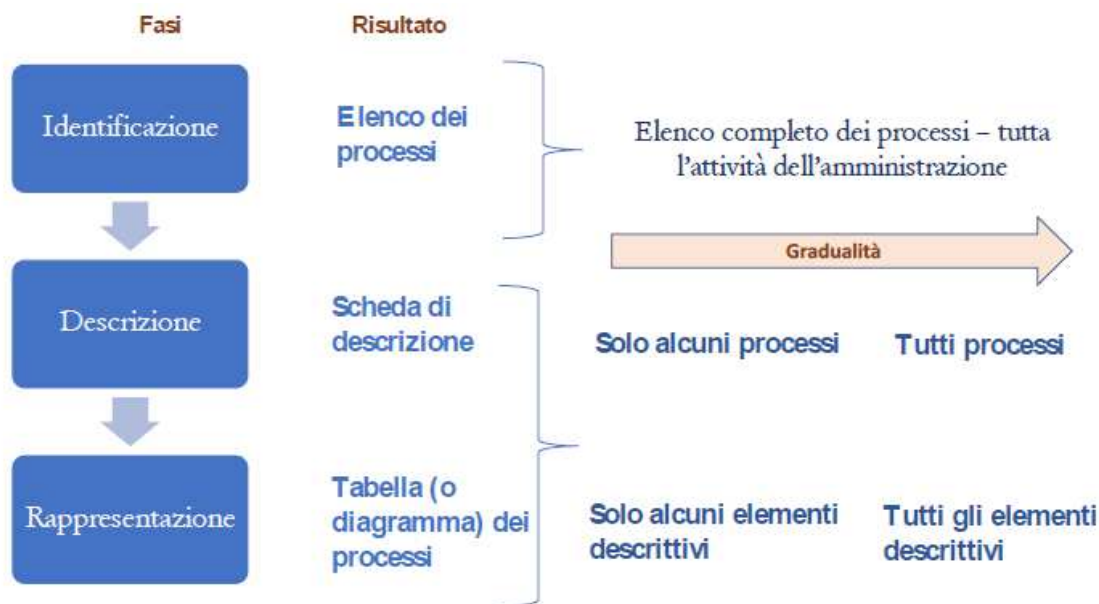 Fasi
Risultato
Identificazione
Elenco dei
processi
Elenco completo dei processi – tutta
l'attività dell'amministrazione
Gradualità
Descrizione
Scheda di
descrizione
Solo alcuni processi
Tutti processi
Rappresentazione
Tabella (o
diagramma) dei
processi
Solo alcuni elementi
descrittivi
Tutti gli elementi
descrittivi